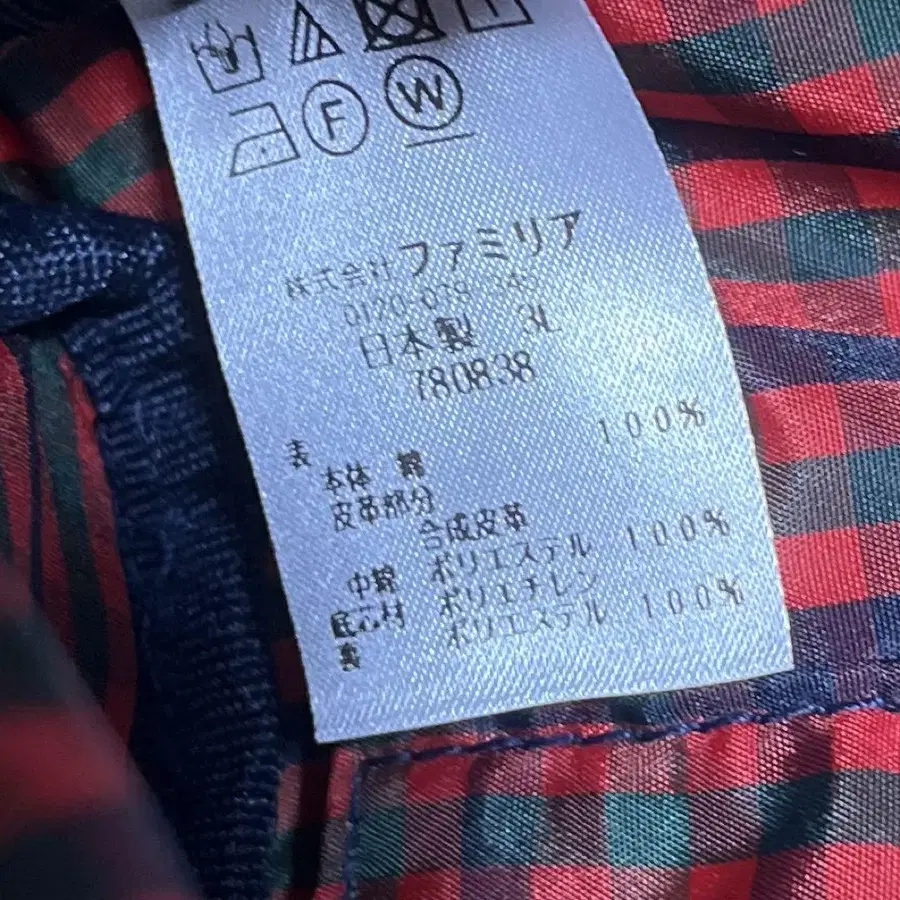 F W
株式会社 ファミリア
日本製 3L
780838
表
本体 綿 100%
皮革部分
合成皮革
中綿 ポリエステル 100%
底芯材 ポリエチレン
裏 ポリエステル 100%